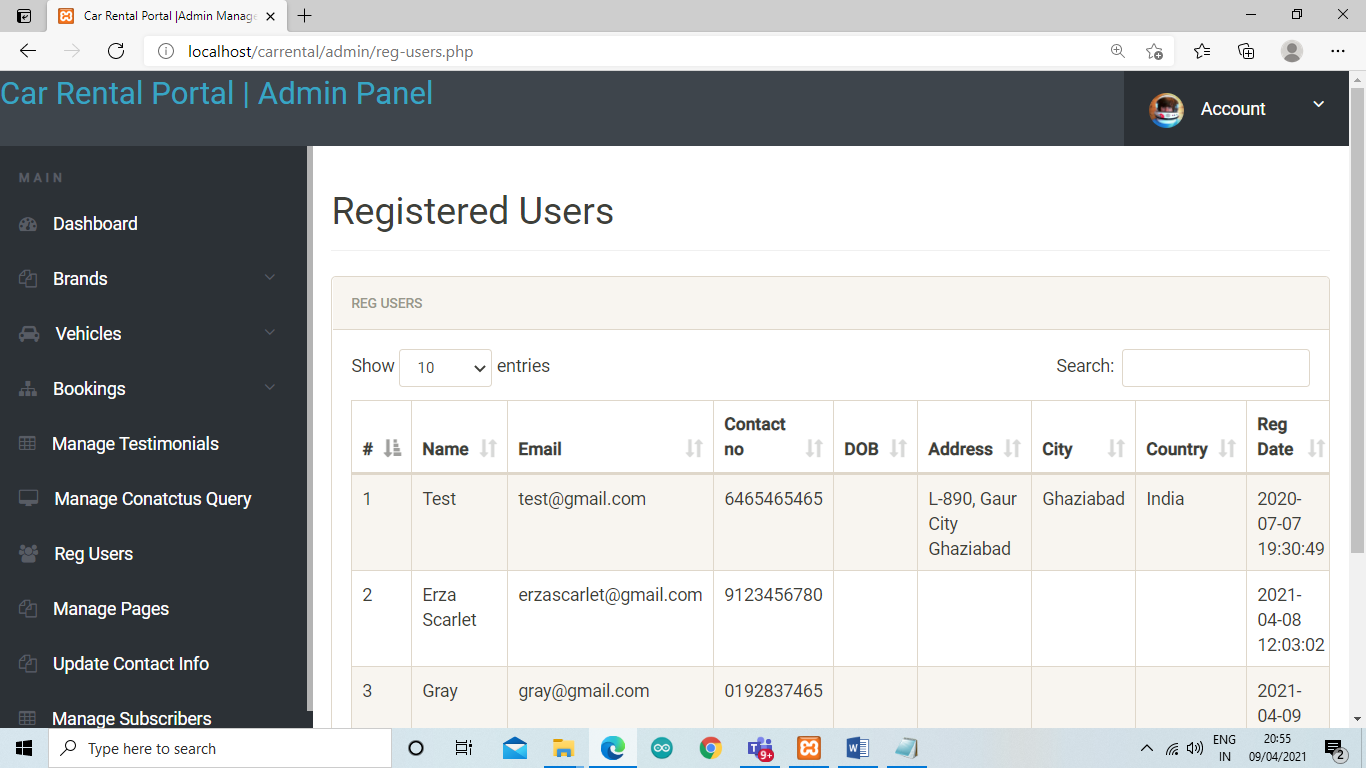 Car Rental Portal |Admin Manage
localhost/carrental/admin/reg-users.php
Car Rental Portal | Admin Panel
Account
MAIN
Dashboard
Brands
Vehicles
Bookings
Manage Testimonials
Manage Conatctus Query
Reg Users
Manage Pages
Update Contact Info
Manage Subscribers
Registered Users
REG USERS
Show 10 entries
Search:
# Name Email Contact no DOB Address City Country Reg Date
1 Test test@gmail.com 6465465465 L-890, Gaur City Ghaziabad Ghaziabad India 2020-07-07 19:30:49
2 Erza Scarlet erzascarlet@gmail.com 9123456780 2021-04-08 12:03:02
3 Gray gray@gmail.com 0192837465 2021-04-09
Type here to search
9+
ENG
IN
20:55
09/04/2021
2